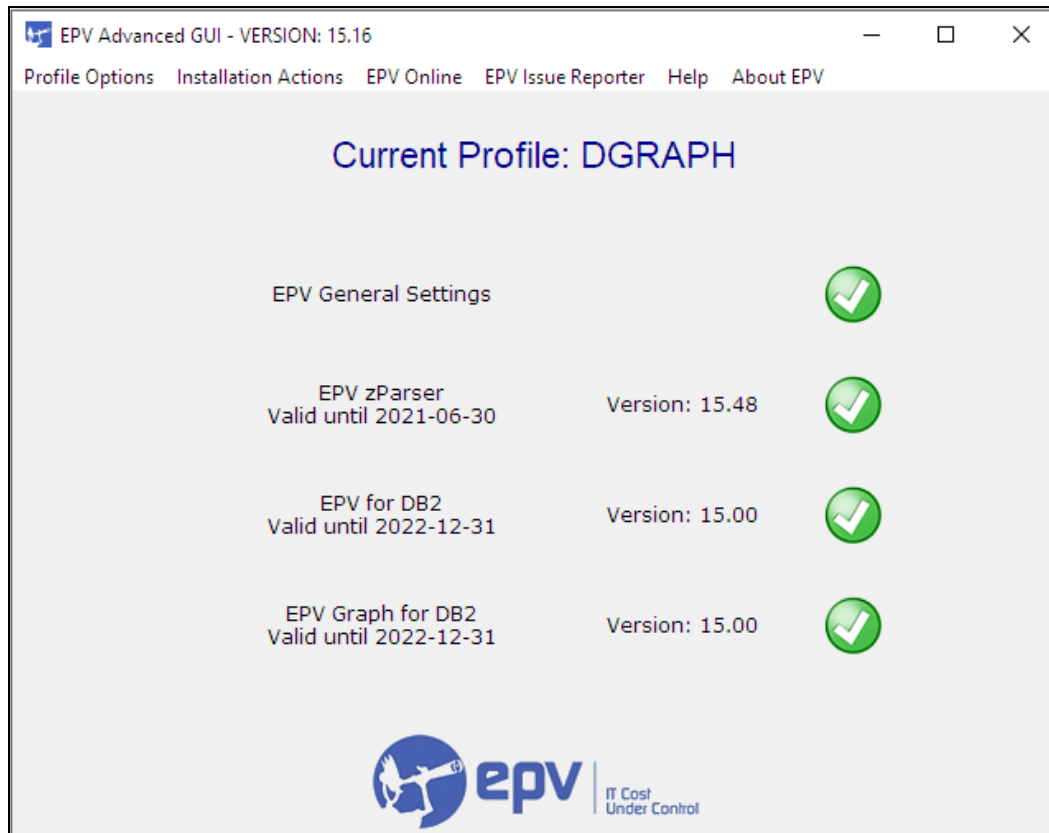 EPV Advanced GUI - VERSION: 15.16
Profile Options Installation Actions EPV Online EPV Issue Reporter Help About EPV
Current Profile: DGRAPH
EPV General Settings
EPV zParser
Valid until 2021-06-30
Version: 15.48
EPV for DB2
Valid until 2022-12-31
Version: 15.00
EPV Graph for DB2
Valid until 2022-12-31
Version: 15.00
epv
IT Cost
Under Control